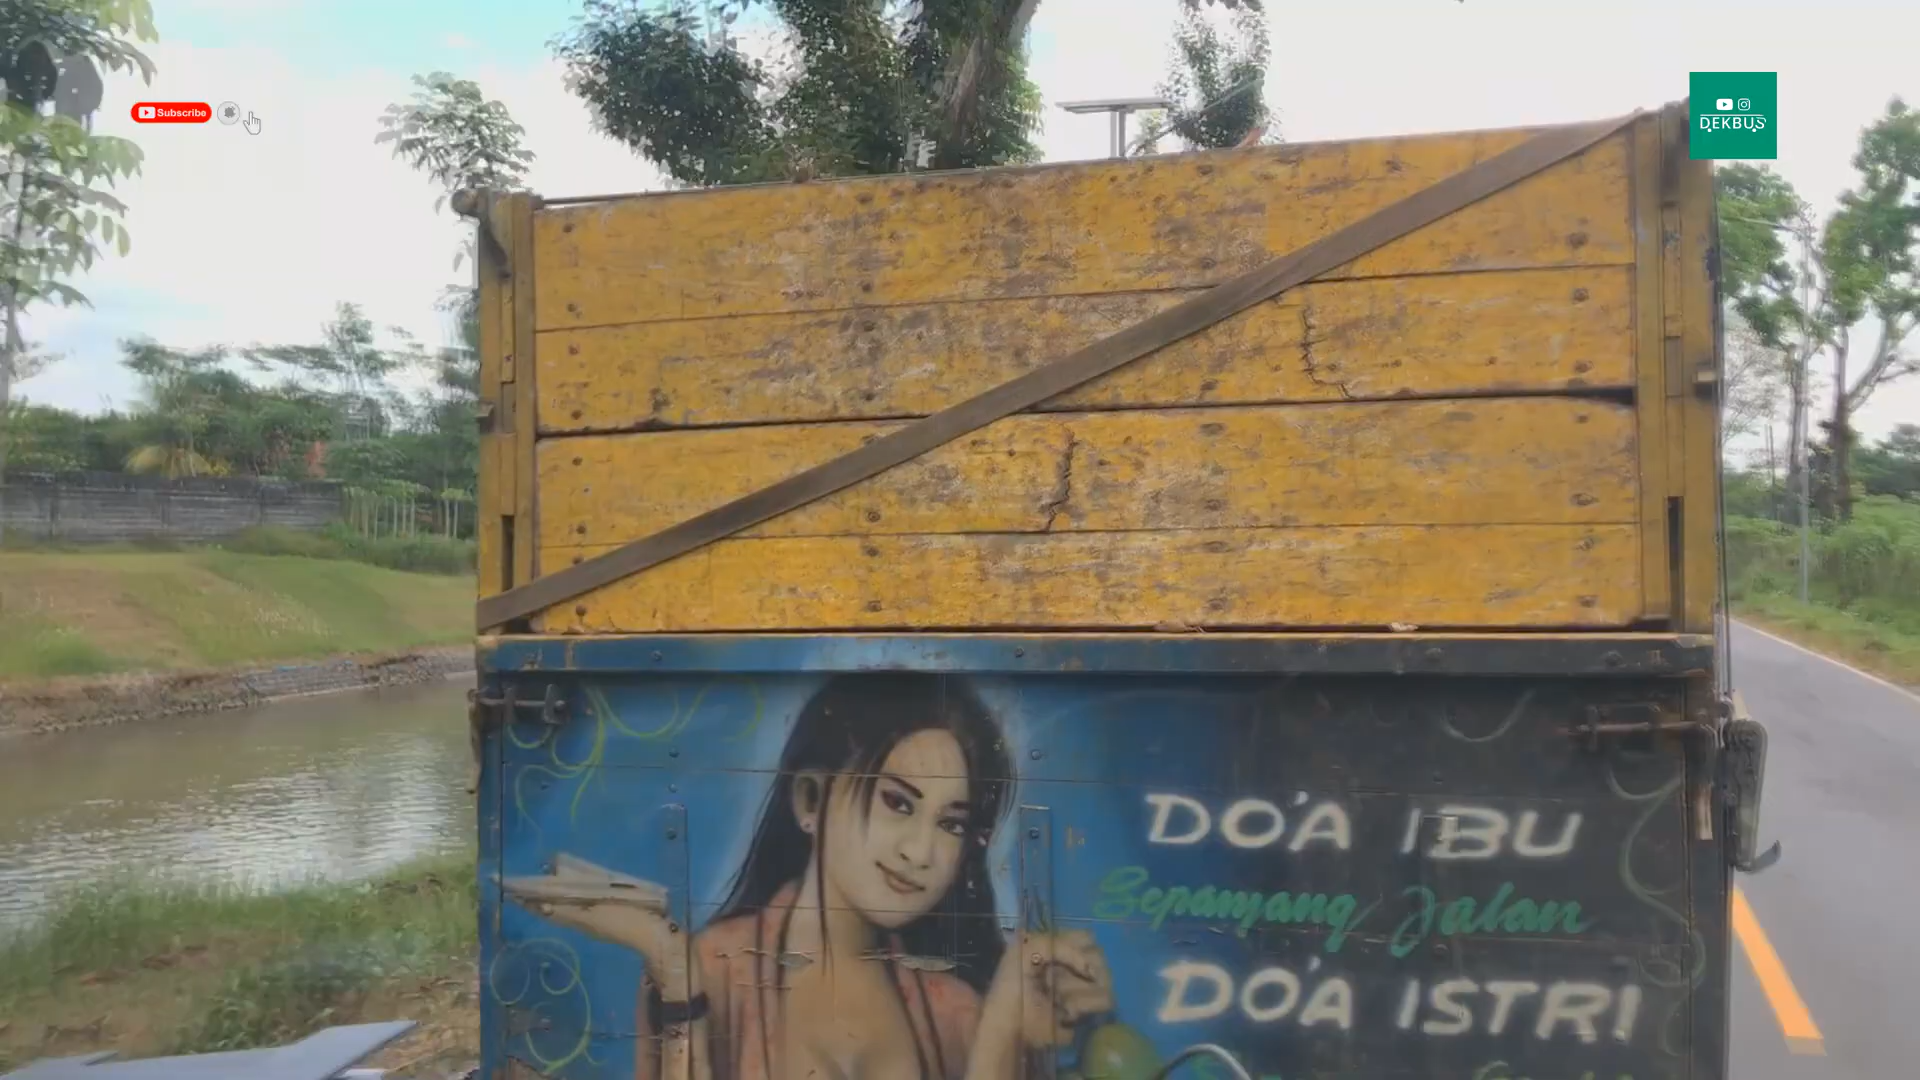 Subscribe
DEKBUS
DO'A IBU
Sepanjang Jalan
DO'A ISTRI